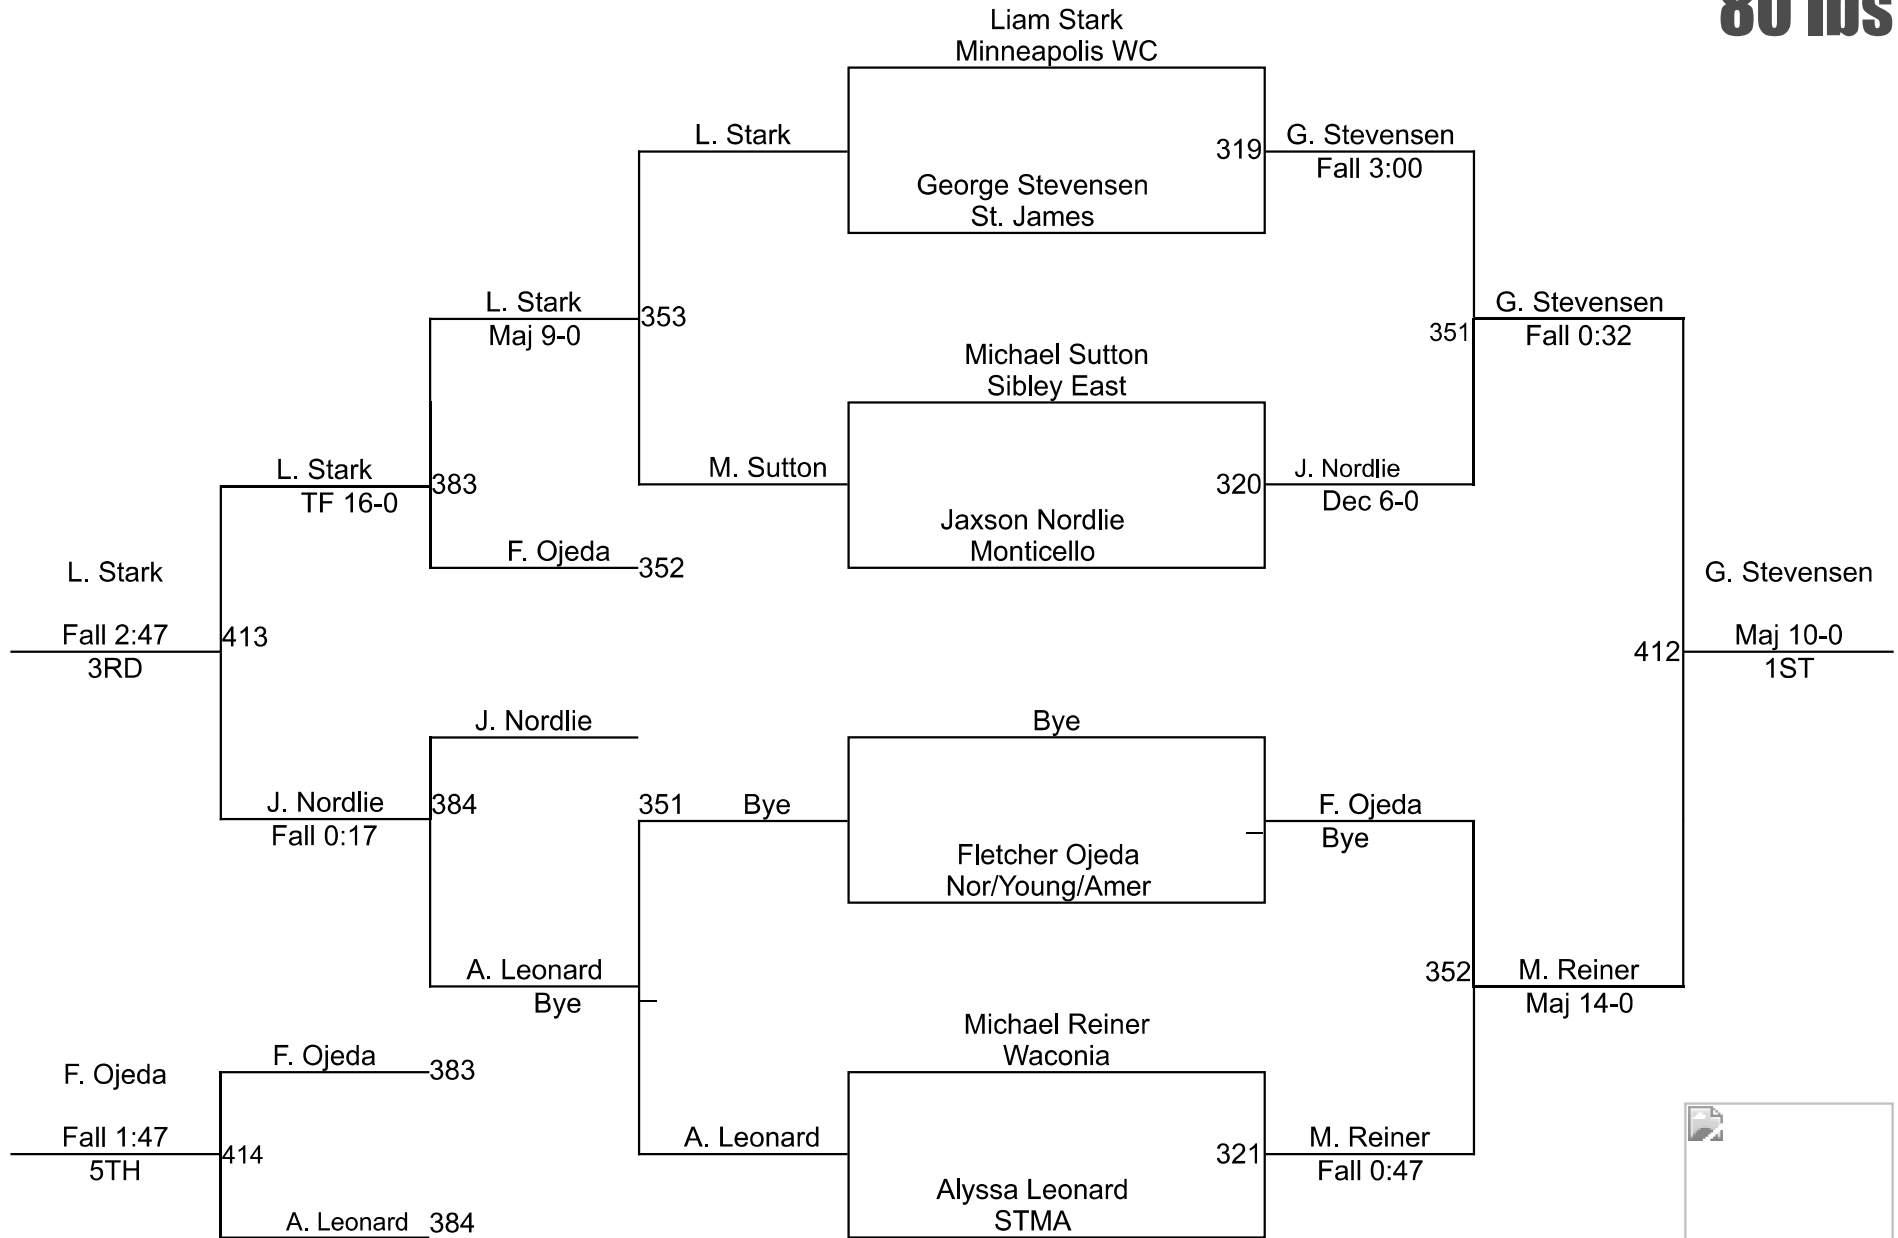 80 lbs
Liam Stark
Minneapolis WC
L. Stark
319
G. Stevensen
Fall 3:00
George Stevensen
St. James
L. Stark
Maj 9-0
353
G. Stevensen
351
Fall 0:32
Michael Sutton
Sibley East
L. Stark
TF 16-0
383
M. Sutton
320
J. Nordlie
Dec 6-0
Jaxson Nordlie
Monticello
F. Ojeda
352
L. Stark
G. Stevensen
Fall 2:47
413
3RD
412
Maj 10-0
1ST
J. Nordlie
Bye
J. Nordlie
384
Fall 0:17
351
Bye
F. Ojeda
Bye
Fletcher Ojeda
Nor/Young/Amer
A. Leonard
Bye
352
M. Reiner
Maj 14-0
Michael Reiner
Waconia
F. Ojeda
F. Ojeda
383
Fall 1:47
414
5TH
A. Leonard
321
M. Reiner
Fall 0:47
Alyssa Leonard
STMA
A. Leonard
384